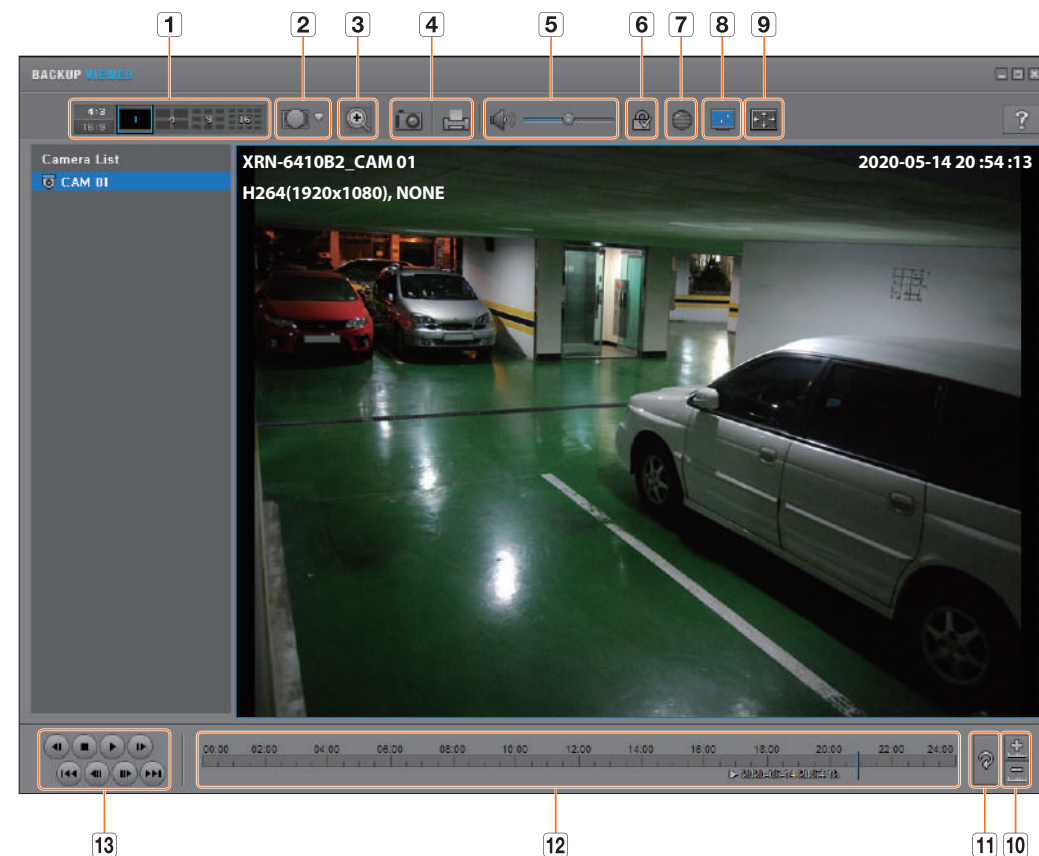 1 2 3 4 5 6 7 8 9
BACKUP VIEWER
4:3
16:9
1 4 9 16
?
Camera List
CAM 01
XRN-6410B2_CAM 01
2020-05-14 20 :54 :13
H264(1920x1080), NONE
00:00 02:00 04:00 06:00 08:00 10:00 12:00 14:00 16:00 18:00 20:00 22:00 24:00
13 12 11 10